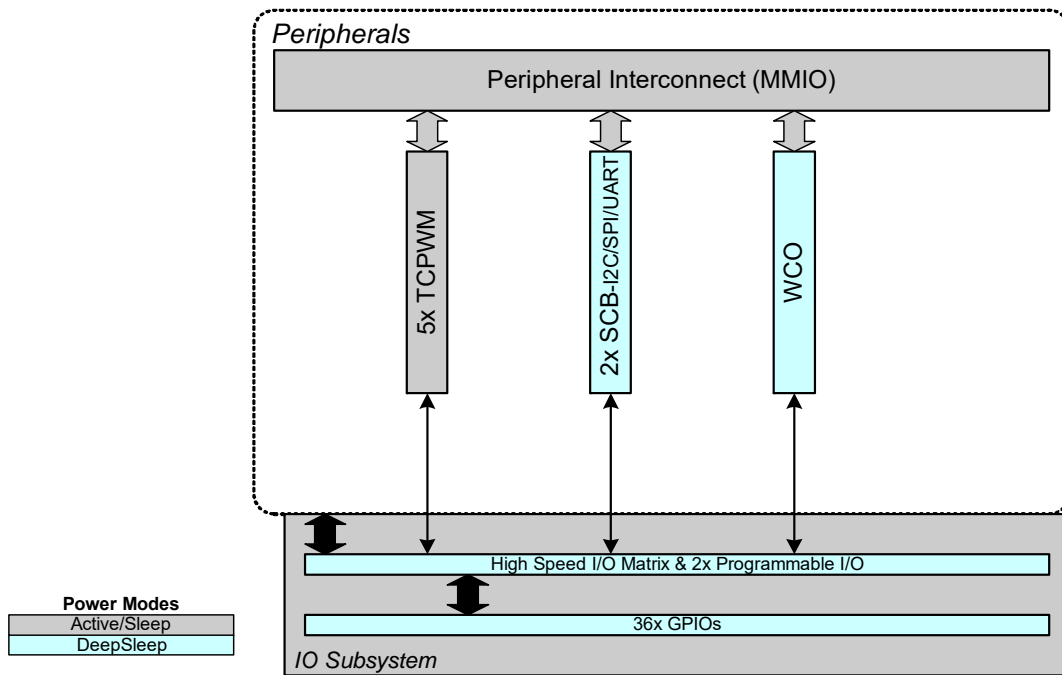 Peripherals
Peripheral Interconnect (MMIO)
5x TCPWM
2x SCB-I2C/SPI/UART
WCO
High Speed I/O Matrix & 2x Programmable I/O
36x GPIOs
IO Subsystem
Power Modes
Active/Sleep
DeepSleep